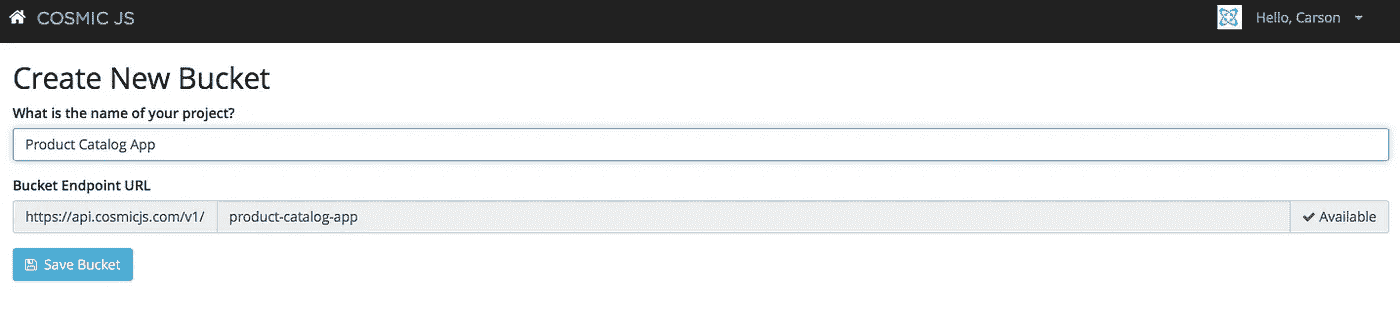 COSMIC JS
Hello, Carson
Create New Bucket
What is the name of your project?
Product Catalog App
Bucket Endpoint URL
https://api.cosmicjs.com/v1/ product-catalog-app Available
Save Bucket